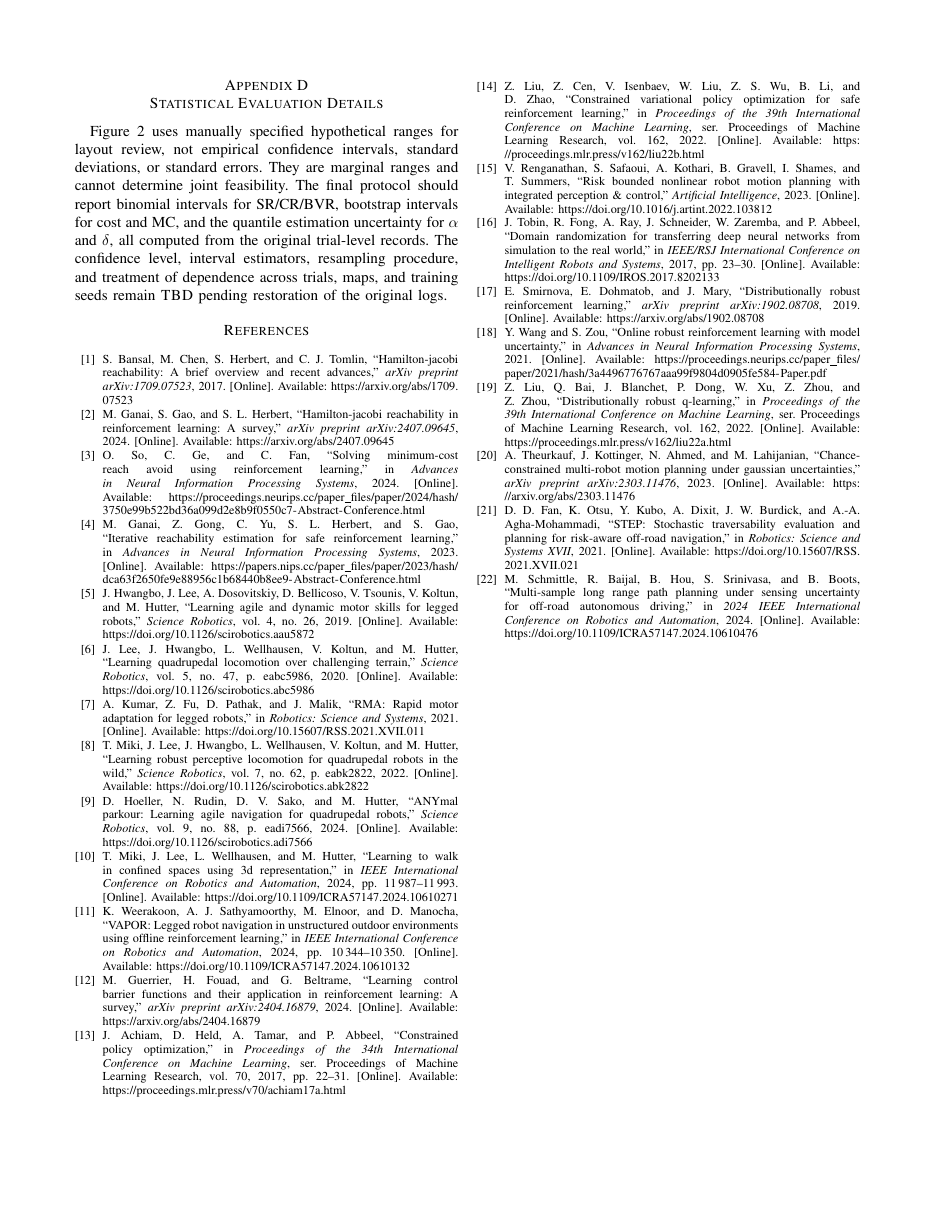 APPENDIX D
STATISTICAL EVALUATION DETAILS
Figure 2 uses manually specified hypothetical ranges for
layout review, not empirical confidence intervals, standard
deviations, or standard errors. They are marginal ranges and
cannot determine joint feasibility. The final protocol should
report binomial intervals for SR/CR/BVR, bootstrap intervals
for cost and MC, and the quantile estimation uncertainty for α
and δ, all computed from the original trial-level records. The
confidence level, interval estimators, resampling procedure,
and treatment of dependence across trials, maps, and training
seeds remain TBD pending restoration of the original logs.
REFERENCES
[1] S. Bansal, M. Chen, S. Herbert, and C. J. Tomlin, “Hamilton-jacobi
reachability: A brief overview and recent advances,” arXiv preprint
arXiv:1709.07523, 2017. [Online]. Available: https://arxiv.org/abs/1709.
07523
[2] M. Ganai, S. Gao, and S. L. Herbert, “Hamilton-jacobi reachability in
reinforcement learning: A survey,” arXiv preprint arXiv:2407.09645,
2024. [Online]. Available: https://arxiv.org/abs/2407.09645
[3] O. So, C. Ge, and C. Fan, “Solving minimum-cost
reach avoid using reinforcement learning,” in Advances
in Neural Information Processing Systems, 2024. [Online].
Available: https://proceedings.neurips.cc/paper_files/paper/2024/hash/
3750e99b522bd36a099d2e8b9f0550c7-Abstract-Conference.html
[4] M. Ganai, Z. Gong, C. Yu, S. L. Herbert, and S. Gao,
“Iterative reachability estimation for safe reinforcement learning,”
in Advances in Neural Information Processing Systems, 2023.
[Online]. Available: https://papers.nips.cc/paper_files/paper/2023/hash/
dca63f2650fe9e88956c1b68440b8ee9-Abstract-Conference.html
[5] J. Hwangbo, J. Lee, A. Dosovitskiy, D. Bellicoso, V. Tsounis, V. Koltun,
and M. Hutter, “Learning agile and dynamic motor skills for legged
robots,” Science Robotics, vol. 4, no. 26, 2019. [Online]. Available:
https://doi.org/10.1126/scirobotics.aau5872
[6] J. Lee, J. Hwangbo, L. Wellhausen, V. Koltun, and M. Hutter,
“Learning quadrupedal locomotion over challenging terrain,” Science
Robotics, vol. 5, no. 47, p. eabc5986, 2020. [Online]. Available:
https://doi.org/10.1126/scirobotics.abc5986
[7] A. Kumar, Z. Fu, D. Pathak, and J. Malik, “RMA: Rapid motor
adaptation for legged robots,” in Robotics: Science and Systems, 2021.
[Online]. Available: https://doi.org/10.15607/RSS.2021.XVII.011
[8] T. Miki, J. Lee, J. Hwangbo, L. Wellhausen, V. Koltun, and M. Hutter,
“Learning robust perceptive locomotion for quadrupedal robots in the
wild,” Science Robotics, vol. 7, no. 62, p. eabk2822, 2022. [Online].
Available: https://doi.org/10.1126/scirobotics.abk2822
[9] D. Hoeller, N. Rudin, D. V. Sako, and M. Hutter, “ANYmal
parkour: Learning agile navigation for quadrupedal robots,” Science
Robotics, vol. 9, no. 88, p. eadi7566, 2024. [Online]. Available:
https://doi.org/10.1126/scirobotics.adi7566
[10] T. Miki, J. Lee, L. Wellhausen, and M. Hutter, “Learning to walk
in confined spaces using 3d representation,” in IEEE International
Conference on Robotics and Automation, 2024, pp. 11 987–11 993.
[Online]. Available: https://doi.org/10.1109/ICRA57147.2024.10610271
[11] K. Weerakoon, A. J. Sathyamoorthy, M. Elnoor, and D. Manocha,
“VAPOR: Legged robot navigation in unstructured outdoor environments
using offline reinforcement learning,” in IEEE International Conference
on Robotics and Automation, 2024, pp. 10 344–10 350. [Online].
Available: https://doi.org/10.1109/ICRA57147.2024.10610132
[12] M. Guerrier, H. Fouad, and G. Beltrame, “Learning control
barrier functions and their application in reinforcement learning: A
survey,” arXiv preprint arXiv:2404.16879, 2024. [Online]. Available:
https://arxiv.org/abs/2404.16879
[13] J. Achiam, D. Held, A. Tamar, and P. Abbeel, “Constrained
policy optimization,” in Proceedings of the 34th International
Conference on Machine Learning, ser. Proceedings of Machine
Learning Research, vol. 70, 2017, pp. 22–31. [Online]. Available:
https://proceedings.mlr.press/v70/achiam17a.html
[14] Z. Liu, Z. Cen, V. Isenbaev, W. Liu, Z. S. Wu, B. Li, and
D. Zhao, “Constrained variational policy optimization for safe
reinforcement learning,” in Proceedings of the 39th International
Conference on Machine Learning, ser. Proceedings of Machine
Learning Research, vol. 162, 2022. [Online]. Available: https:
//proceedings.mlr.press/v162/liu22b.html
[15] V. Renganathan, S. Safaoui, A. Kothari, B. Gravell, I. Shames, and
T. Summers, “Risk bounded nonlinear robot motion planning with
integrated perception & control,” Artificial Intelligence, 2023. [Online].
Available: https://doi.org/10.1016/j.artint.2022.103812
[16] J. Tobin, R. Fong, A. Ray, J. Schneider, W. Zaremba, and P. Abbeel,
“Domain randomization for transferring deep neural networks from
simulation to the real world,” in IEEE/RSJ International Conference on
Intelligent Robots and Systems, 2017, pp. 23–30. [Online]. Available:
https://doi.org/10.1109/IROS.2017.8202133
[17] E. Smirnova, E. Dohmatob, and J. Mary, “Distributionally robust
reinforcement learning,” arXiv preprint arXiv:1902.08708, 2019.
[Online]. Available: https://arxiv.org/abs/1902.08708
[18] Y. Wang and S. Zou, “Online robust reinforcement learning with model
uncertainty,” in Advances in Neural Information Processing Systems,
2021. [Online]. Available: https://proceedings.neurips.cc/paper_files/
paper/2021/hash/3a4496776767aaa99f9804d0905fe584-Paper.pdf
[19] Z. Liu, Q. Bai, J. Blanchet, P. Dong, W. Xu, Z. Zhou, and
Z. Zhou, “Distributionally robust q-learning,” in Proceedings of the
39th International Conference on Machine Learning, ser. Proceedings
of Machine Learning Research, vol. 162, 2022. [Online]. Available:
https://proceedings.mlr.press/v162/liu22a.html
[20] A. Theurkauf, J. Kottinger, N. Ahmed, and M. Lahijanian, “Chance-
constrained multi-robot motion planning under gaussian uncertainties,”
arXiv preprint arXiv:2303.11476, 2023. [Online]. Available: https:
//arxiv.org/abs/2303.11476
[21] D. D. Fan, K. Otsu, Y. Kubo, A. Dixit, J. W. Burdick, and A.-A.
Agha-Mohammadi, “STEP: Stochastic traversability evaluation and
planning for risk-aware off-road navigation,” in Robotics: Science and
Systems XVII, 2021. [Online]. Available: https://doi.org/10.15607/RSS.
2021.XVII.021
[22] M. Schmittle, R. Baijal, B. Hou, S. Srinivasa, and B. Boots,
“Multi-sample long range path planning under sensing uncertainty
for off-road autonomous driving,” in 2024 IEEE International
Conference on Robotics and Automation, 2024. [Online]. Available:
https://doi.org/10.1109/ICRA57147.2024.10610476